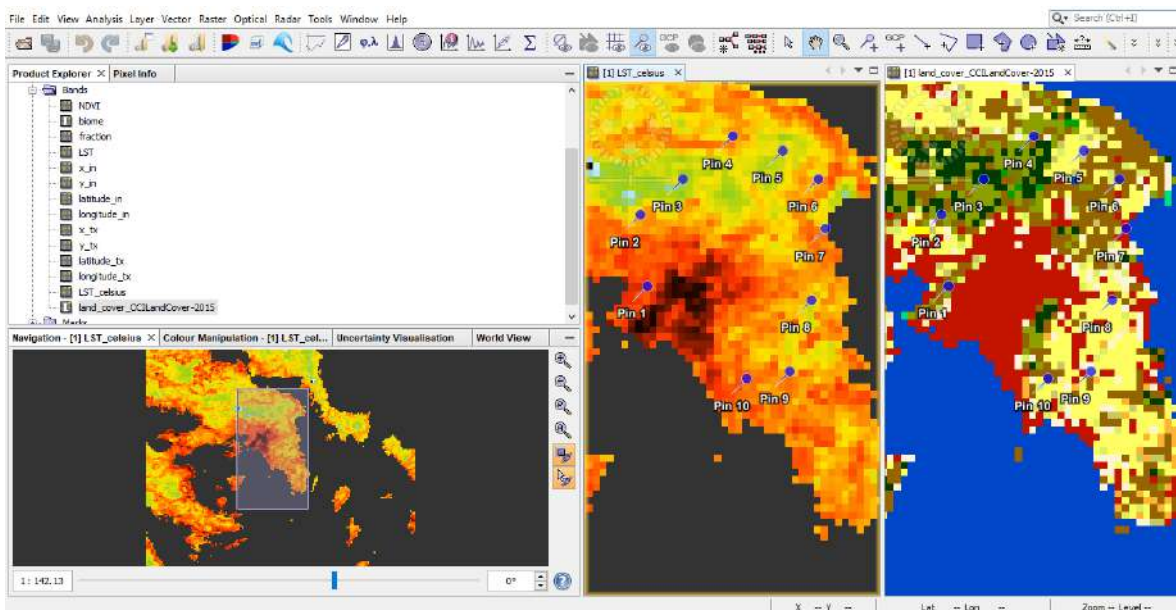 File Edit View Analysis Layer Vector Raster Optical Radar Tools Window Help
Search (Ctrl+I)
GCP
GCP
Product Explorer × Pixel Info
Bands
NDVI
biome
fraction
LST
x_in
y_in
latitude_in
longitude_in
x_tx
y_tx
latitude_tx
longitude_tx
LST_celsius
land_cover_CCILandCover-2015
Masks
Navigation - [1] LST_celsius × Colour Manipulation - [1] LST_cel... Uncertainty Visualisation World View
1: 142.13
0°
[1] LST_celsius ×
Pin 4
Pin 5
Pin 3
Pin 6
Pin 2
Pin 7
Pin 1
Pin 8
Pin 9
Pin 10
[1] land_cover_CCILandCover-2015 ×
Pin 4
Pin 5
Pin 3
Pin 6
Pin 2
Pin 7
Pin 1
Pin 8
Pin 9
Pin 10
X -- Y -- Lat -- Lon -- Zoom -- Level --